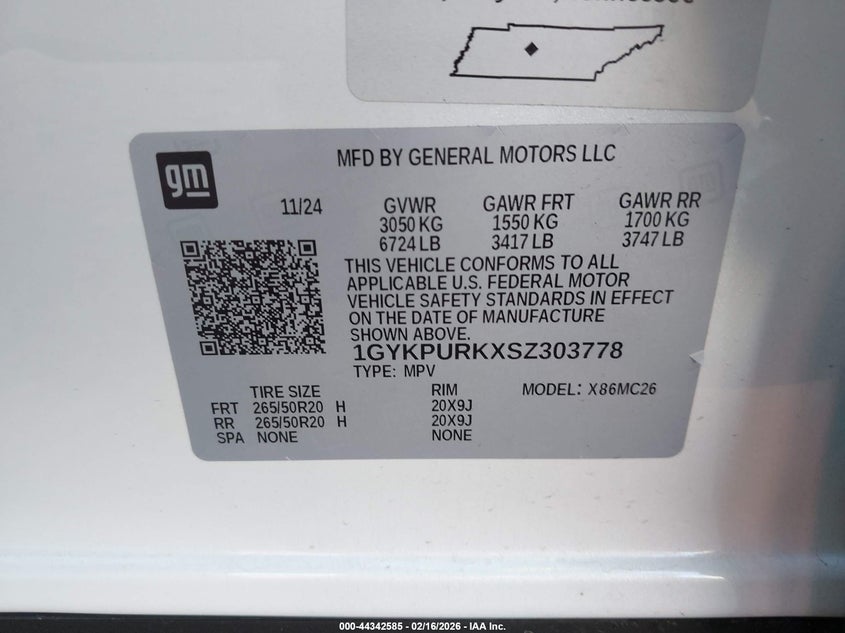 gm
MFD BY GENERAL MOTORS LLC
11/24 GVWR GAWR FRT GAWR RR
3050 KG 1550 KG 1700 KG
6724 LB 3417 LB 3747 LB
THIS VEHICLE CONFORMS TO ALL
APPLICABLE U.S. FEDERAL MOTOR
VEHICLE SAFETY STANDARDS IN EFFECT
ON THE DATE OF MANUFACTURE
SHOWN ABOVE.
1GYKPURKXSZ303778
TYPE: MPV
TIRE SIZE RIM MODEL: X86MC26
FRT 265/50R20 H 20X9J
RR 265/50R20 H 20X9J
SPA NONE NONE
000-44342585 - 02/16/2026 - IAA Inc.